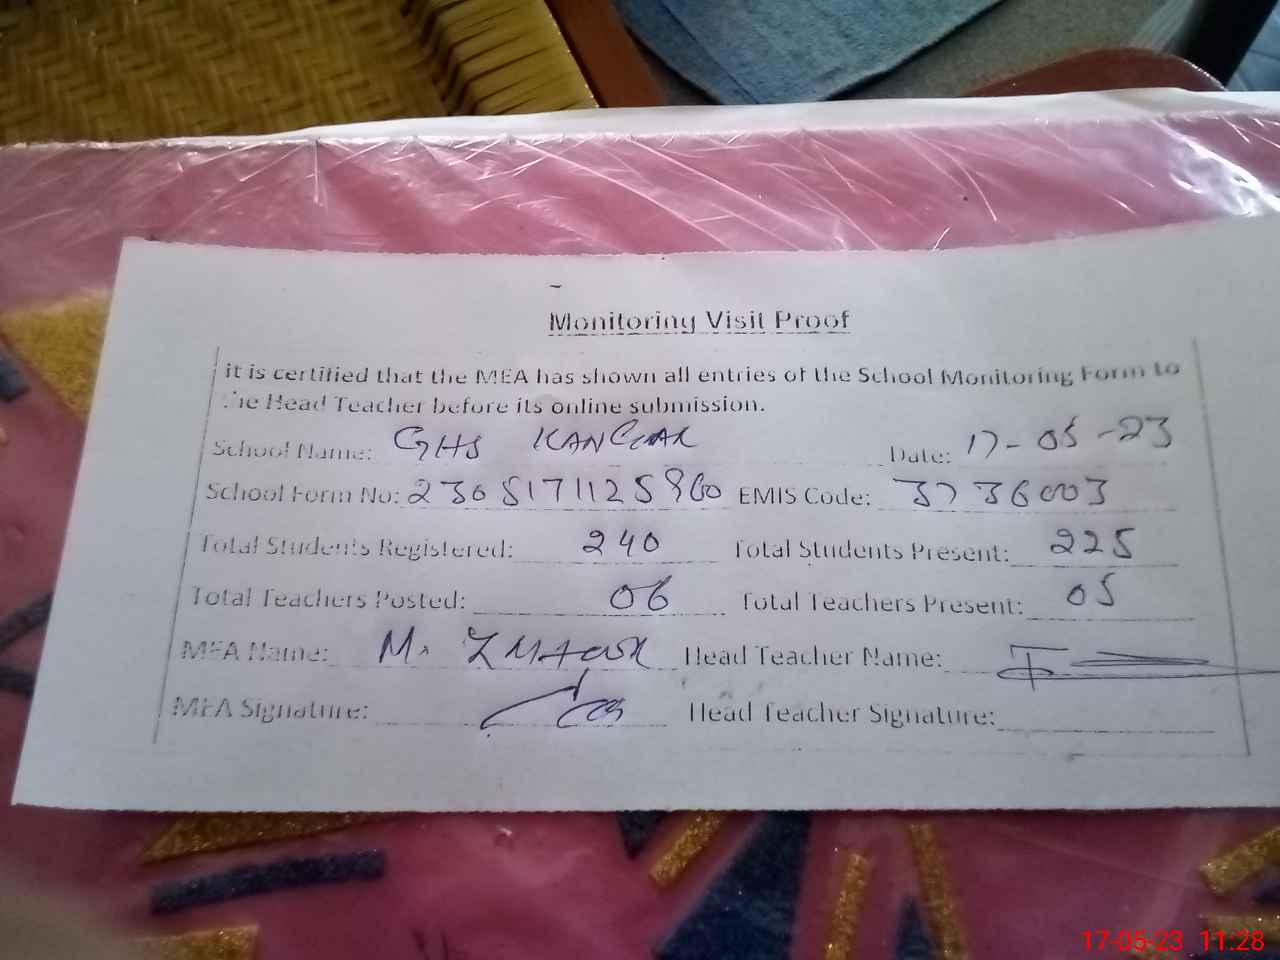 Monitoring Visit Proof
it is certified that the MEA has shown all entries of the School Monitoring Form to
the Head Teacher before its online submission.
School Name: GHS KANGAR Date: 17-05-23
School Form No: 2305171125960 EMIS Code: 3736003
Total Students Registered: 240 Total Students Present: 225
Total Teachers Posted: 06 Total Teachers Present: 05
MEA Name: M. Head Teacher Name:
MEA Signature: Head Teacher Signature:
17-05-23 11:28